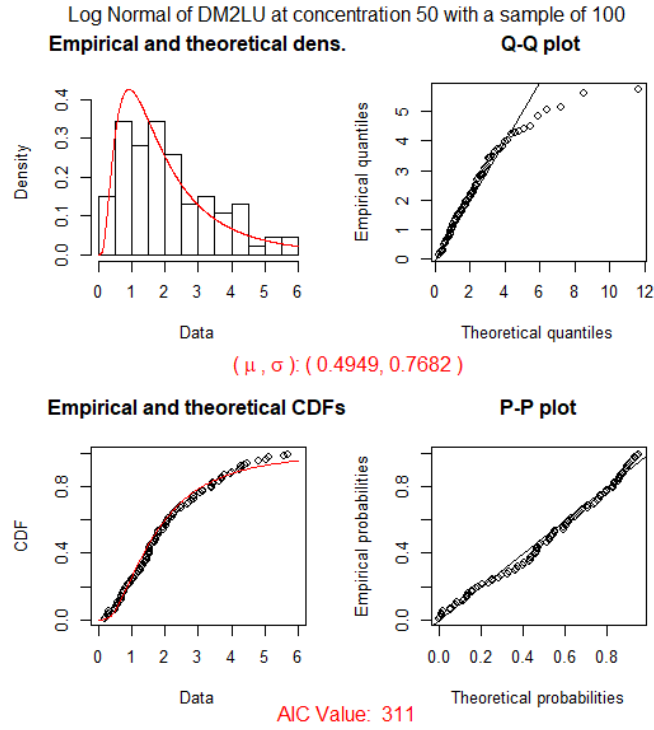 Log Normal of DM2LU at concentration 50 with a sample of 100
Empirical and theoretical dens.
Density
0.0 0.1 0.2 0.3 0.4
0 1 2 3 4 5 6
Data
Q-Q plot
Empirical quantiles
0 1 2 3 4 5
0 2 4 6 8 10 12
Theoretical quantiles
( μ , σ ): ( 0.4949, 0.7682 )
Empirical and theoretical CDFs
CDF
0.0 0.4 0.8
0 1 2 3 4 5 6
Data
P-P plot
Empirical probabilities
0.0 0.4 0.8
0.0 0.2 0.4 0.6 0.8
Theoretical probabilities
AIC Value: 311